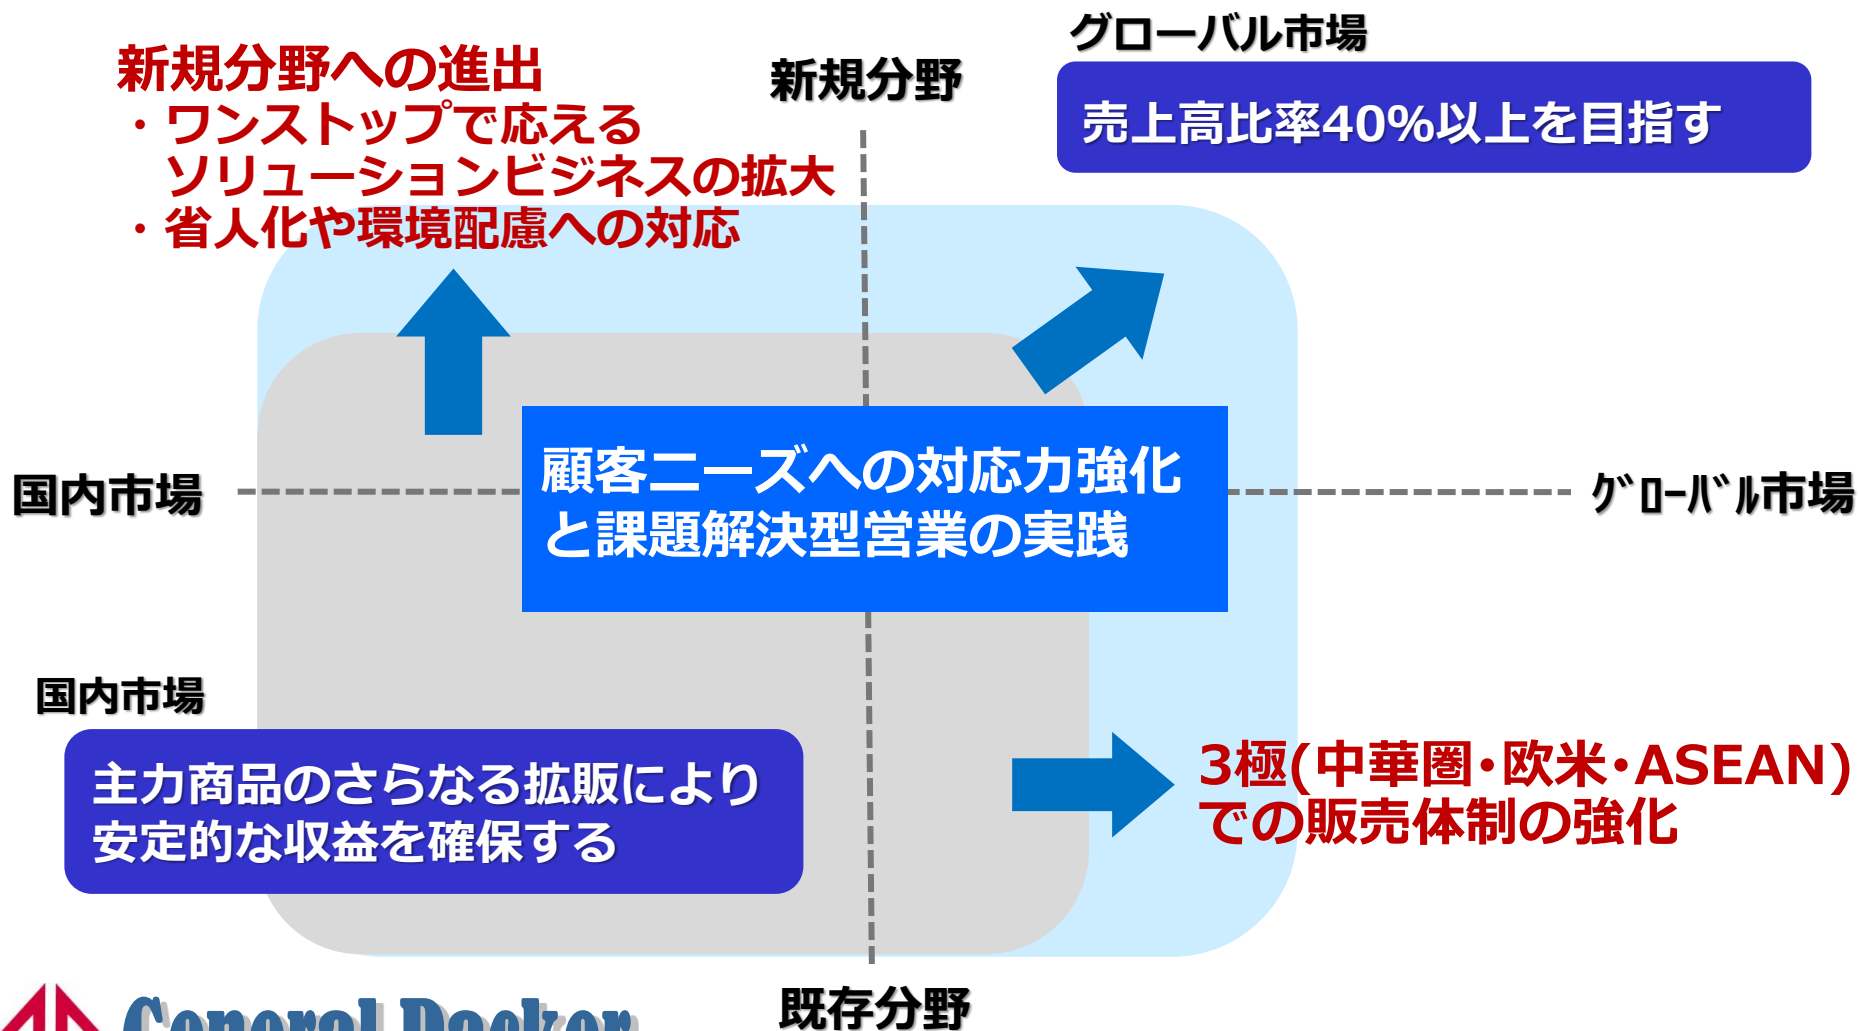 グローバル市場
売上高比率40%以上を目指す
新規分野への進出
・ワンストップで応える
ソリューションビジネスの拡大
・省人化や環境配慮への対応
新規分野
顧客ニーズへの対応力強化
と課題解決型営業の実践
国内市場
ｸﾞﾛｰﾊﾞﾙ市場
国内市場
主力商品のさらなる拡販により
安定的な収益を確保する
3極(中華圏・欧米・ASEAN)
での販売体制の強化
既存分野
General Packer